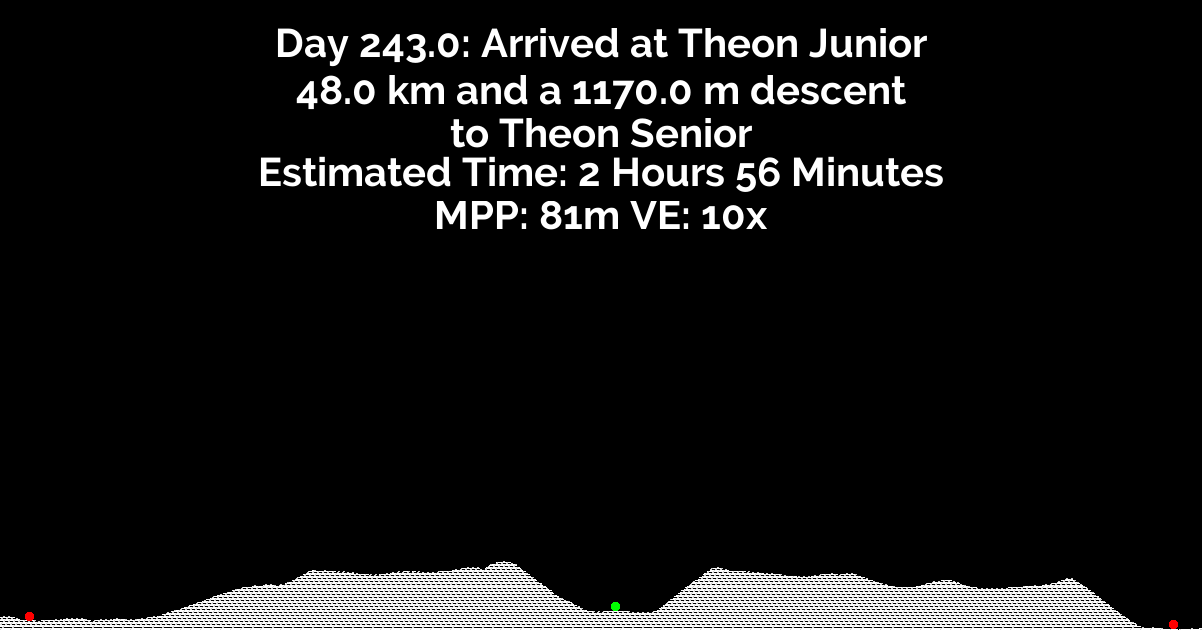 Day 243.0: Arrived at Theon Junior
48.0 km and a 1170.0 m descent
to Theon Senior
Estimated Time: 2 Hours 56 Minutes
MPP: 81m VE: 10x